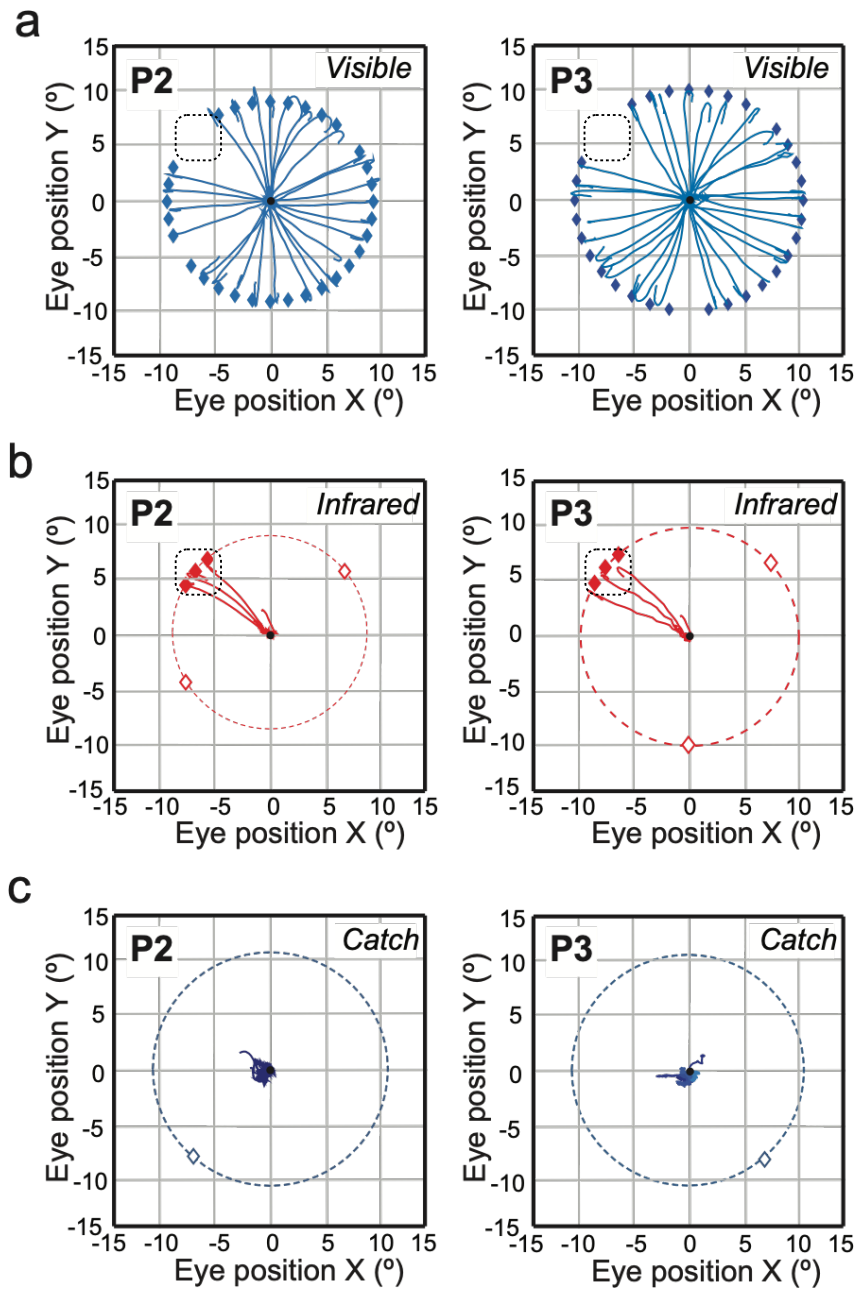 a
P2 Visible
Eye position Y (º)
15
10
5
0
-5
-10
-15
-15 -10 -5 0 5 10 15
Eye position X (º)
P3 Visible
Eye position Y (º)
15
10
5
0
-5
-10
-15
-15 -10 -5 0 5 10 15
Eye position X (º)
b
P2 Infrared
Eye position Y (º)
15
10
5
0
-5
-10
-15
-15 -10 -5 0 5 10 15
Eye position X (º)
P3 Infrared
Eye position Y (º)
15
10
5
0
-5
-10
-15
-15 -10 -5 0 5 10 15
Eye position X (º)
c
P2 Catch
Eye position Y (º)
15
10
5
0
-5
-10
-15
-15 -10 -5 0 5 10 15
Eye position X (º)
P3 Catch
Eye position Y (º)
15
10
5
0
-5
-10
-15
-15 -10 -5 0 5 10 15
Eye position X (º)